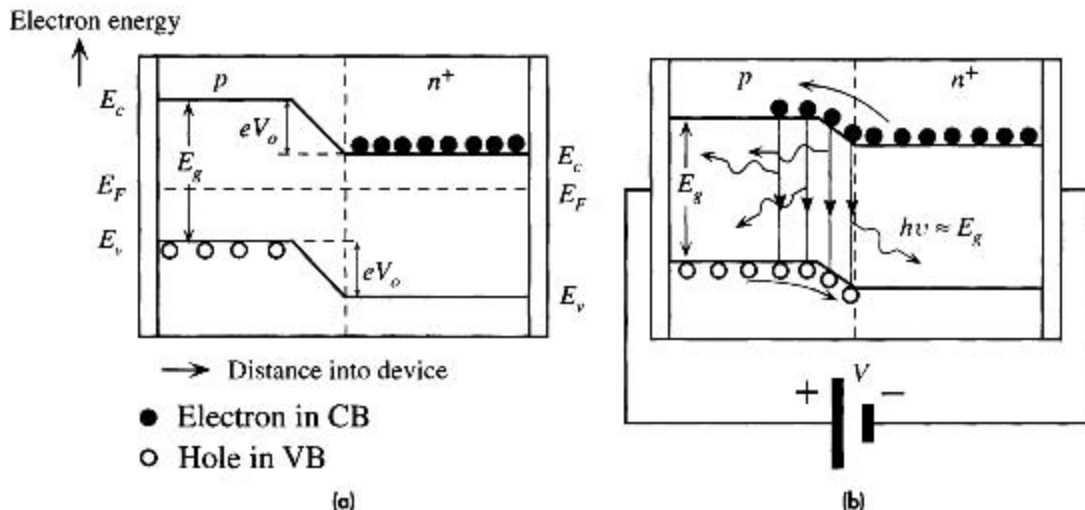 Electron energy
p
n+
Ec
eVo
Eg
Ec
EF
EF
Ev
eVo
Ev
Distance into device
Electron in CB
Hole in VB
(a)
p
n+
Eg
hυ ≈ Eg
V
+
−
(b)